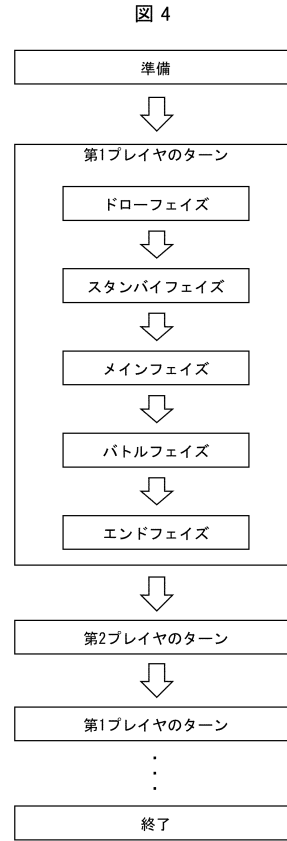 図 4
準備
第1プレイヤのターン
ドローフェイズ
スタンバイフェイズ
メインフェイズ
バトルフェイズ
エンドフェイズ
第2プレイヤのターン
第1プレイヤのターン
・
・
・
終了